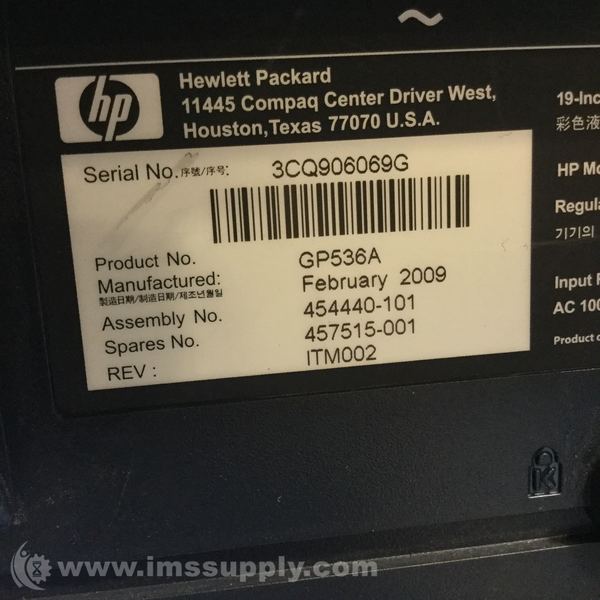 hp
Hewlett Packard
11445 Compaq Center Driver West,
Houston, Texas 77070 U.S.A.
Serial No. 序號/序号: 3CQ906069G
Product No. GP536A
Manufactured: February 2009
製造日期/制造日期/제조년월일
Assembly No. 454440-101
Spares No. 457515-001
REV : ITM002
19-Inc
彩色液
HP Mo
Regula
기기의
Input
AC 100
Product
K
www.imssupply.com